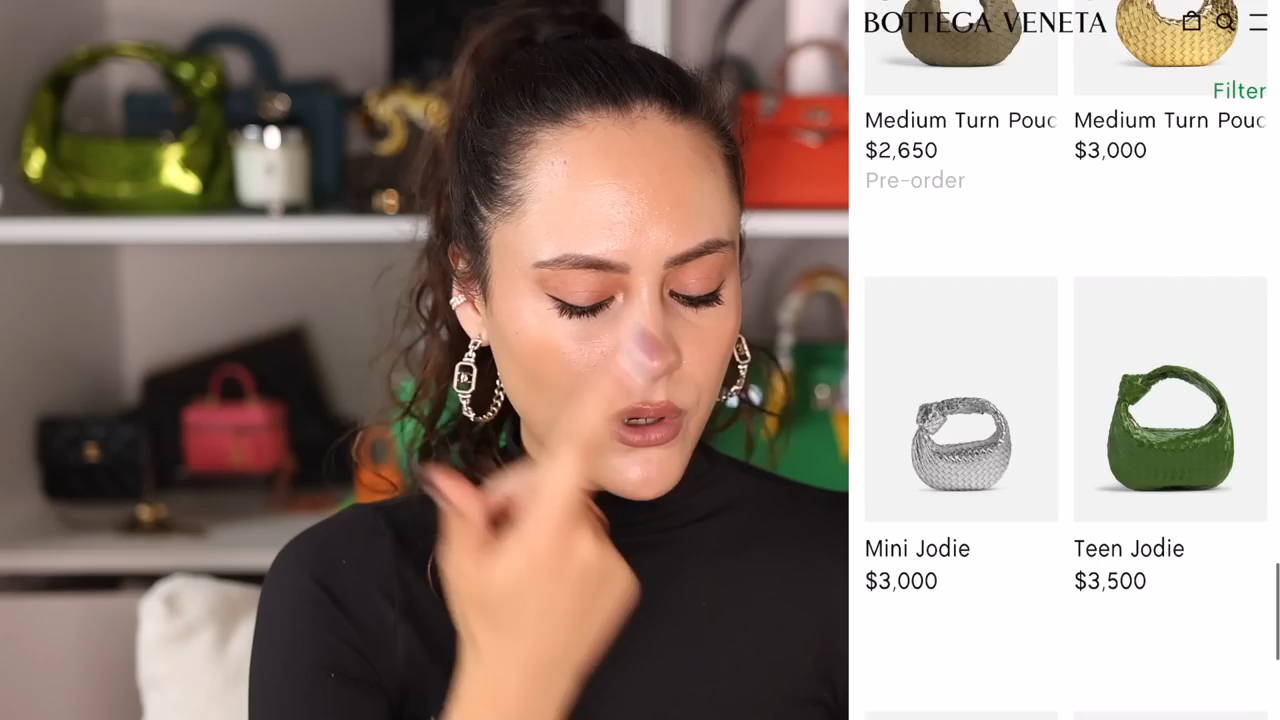 BOTTEGA VENETA
Filter
Medium Turn Pouc
$2,650
Pre-order
Medium Turn Pouc
$3,000
Mini Jodie
$3,000
Teen Jodie
$3,500